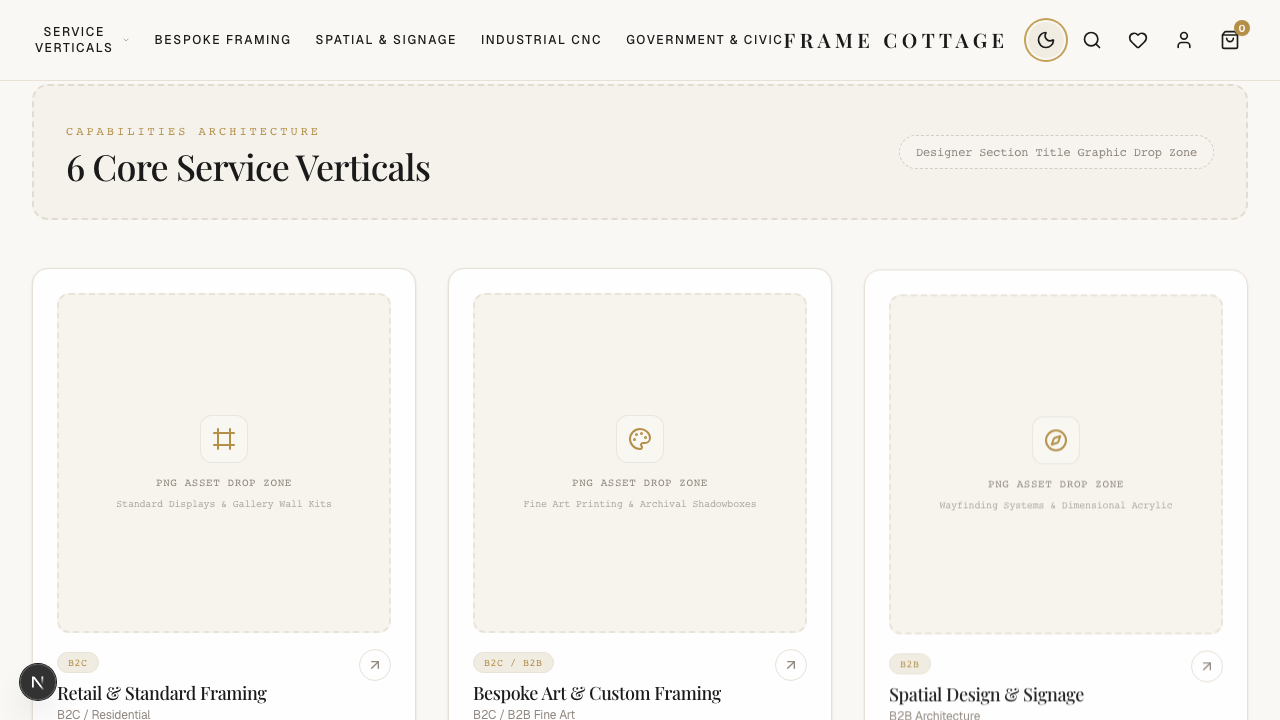 SERVICE
VERTICALS
BESPOKE FRAMING
SPATIAL & SIGNAGE
INDUSTRIAL CNC
GOVERNMENT & CIVIC
FRAME COTTAGE
0
CAPABILITIES ARCHITECTURE
6 Core Service Verticals
Designer Section Title Graphic Drop Zone
PNG ASSET DROP ZONE
Standard Displays & Gallery Wall Kits
B2C
Retail & Standard Framing
B2C / Residential
PNG ASSET DROP ZONE
Fine Art Printing & Archival Shadowboxes
B2C / B2B
Bespoke Art & Custom Framing
B2C / B2B Fine Art
PNG ASSET DROP ZONE
Wayfinding Systems & Dimensional Acrylic
B2B
Spatial Design & Signage
B2B Architecture
N